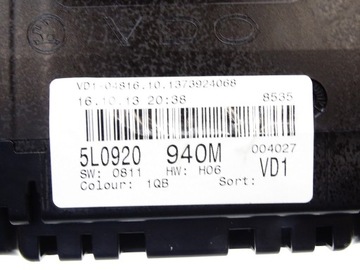 VDO
VD1-04816.10.1373924068
16.10.13 20:38 8535
5L0920 940M 004027
SW: 0811 HW: H06 VD1
Colour: 1QB Sort: